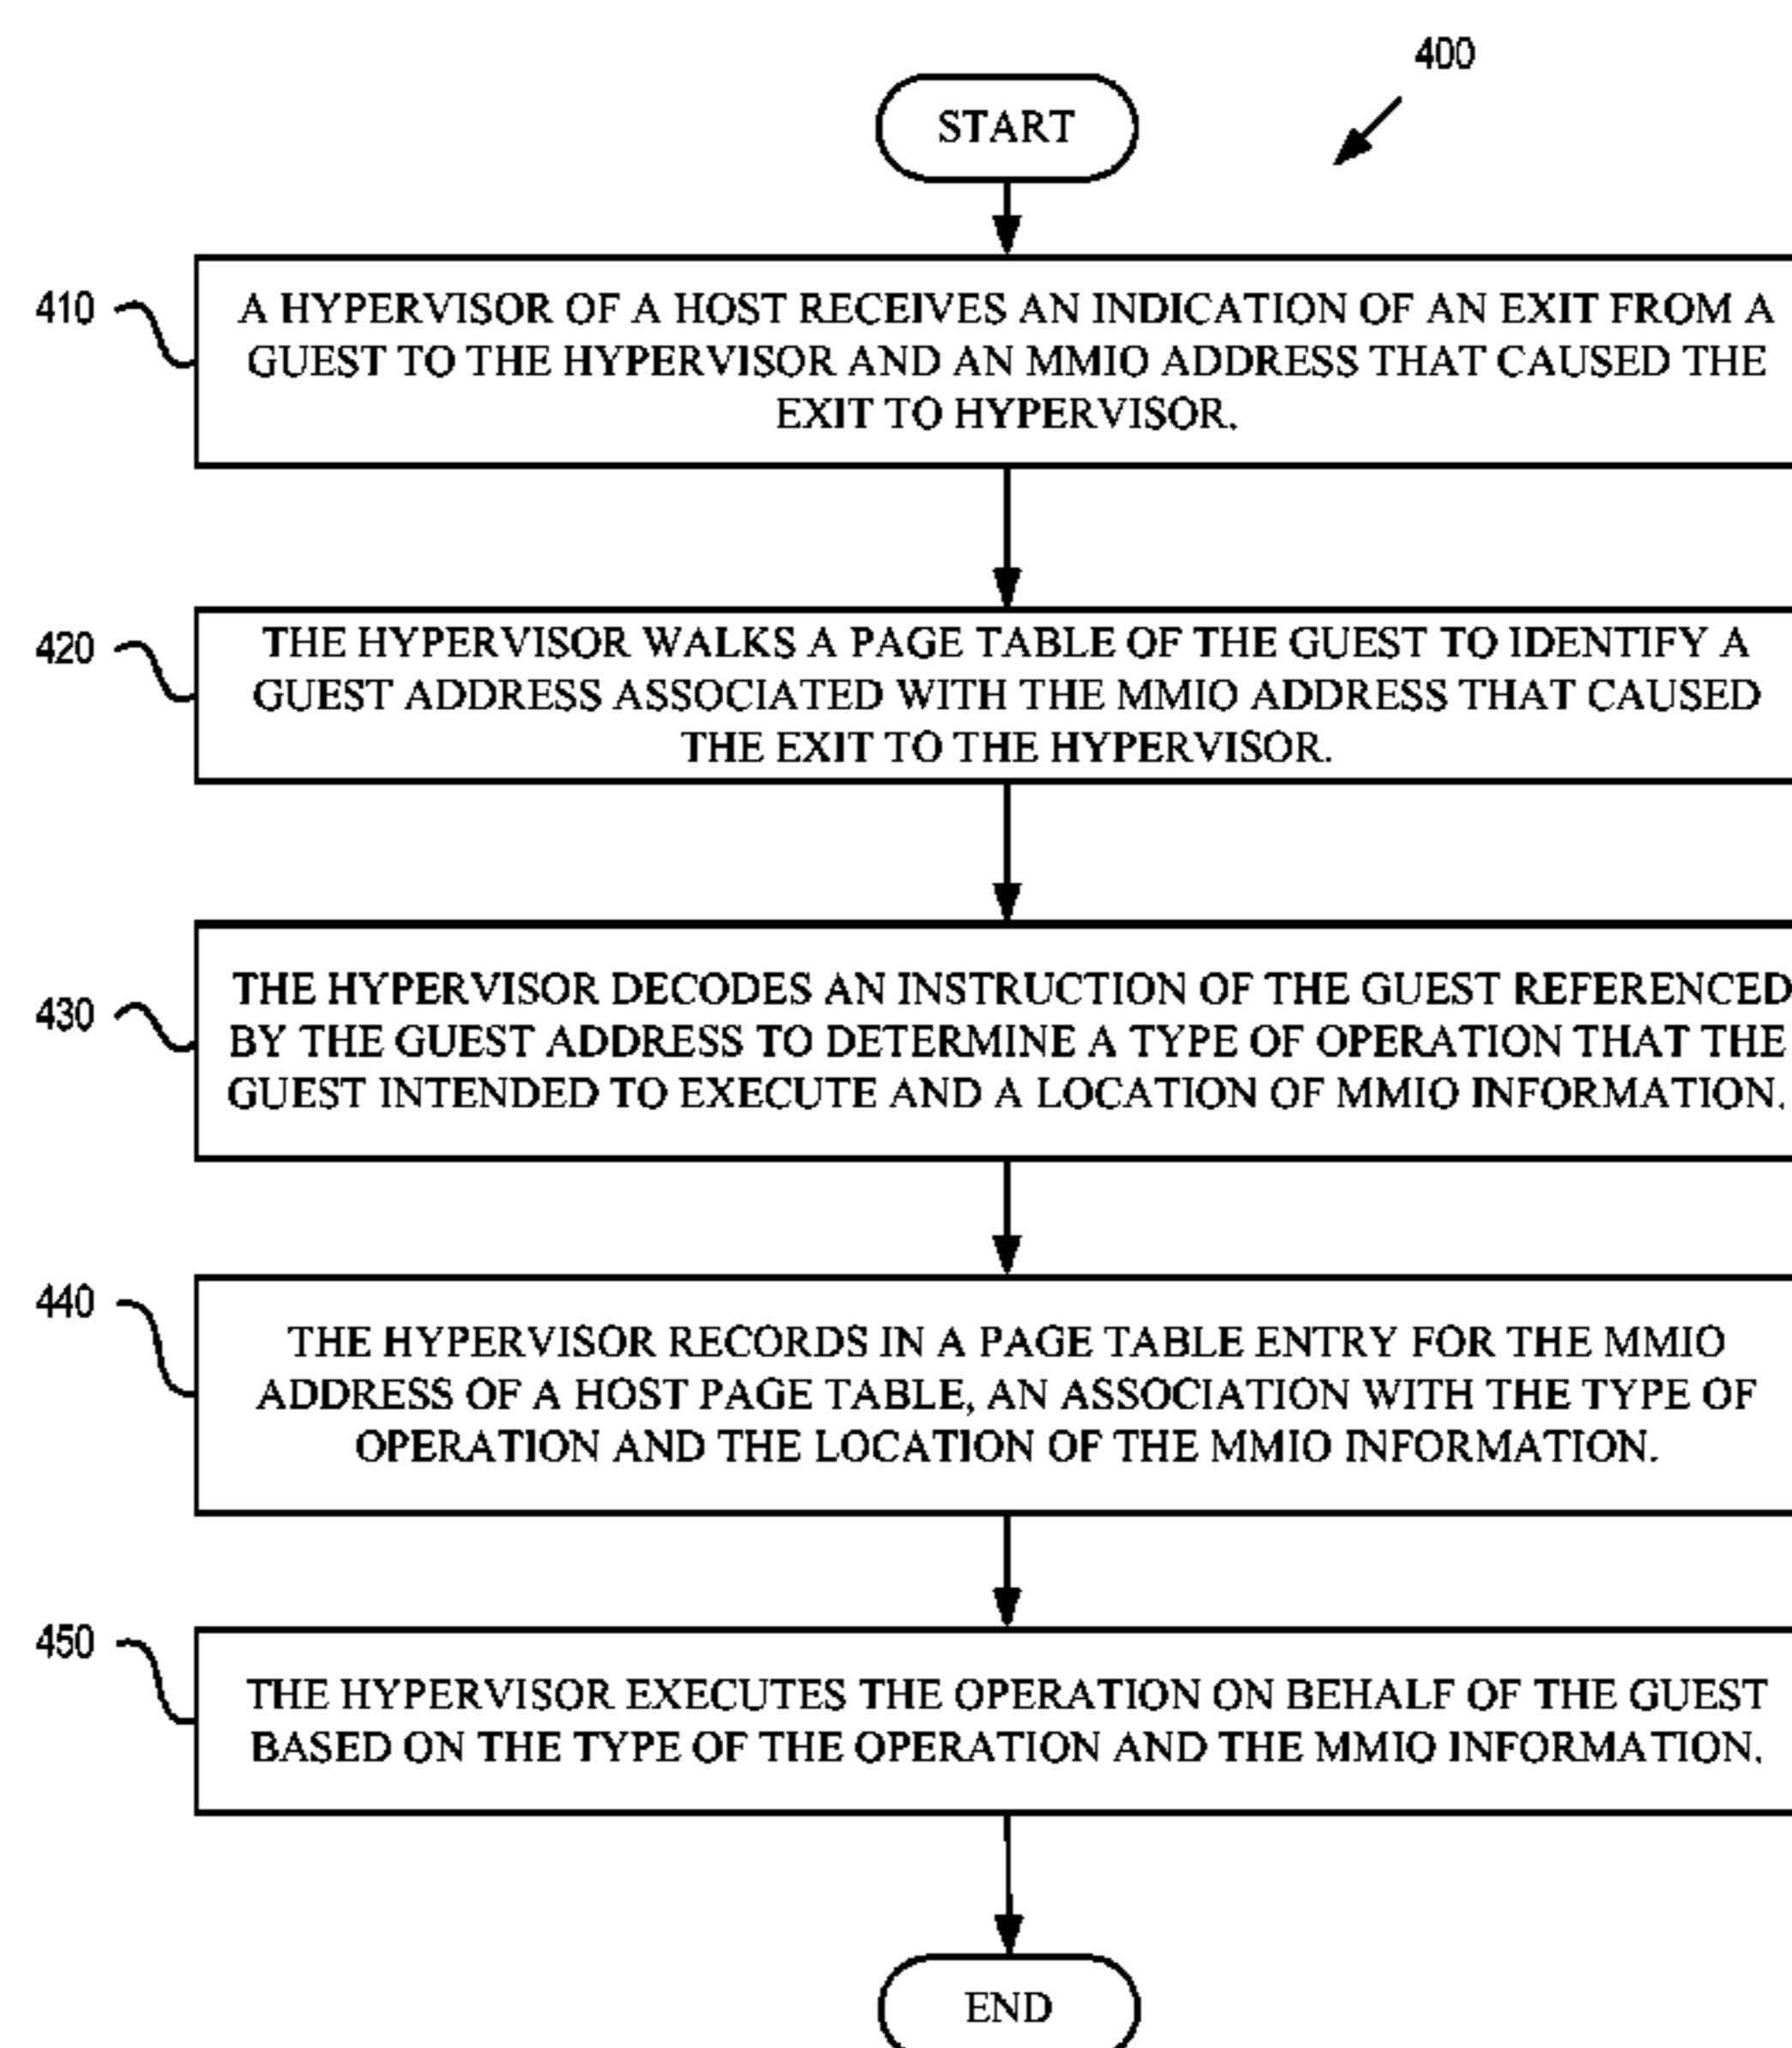 400
START
410
A HYPERVISOR OF A HOST RECEIVES AN INDICATION OF AN EXIT FROM A
GUEST TO THE HYPERVISOR AND AN MMIO ADDRESS THAT CAUSED THE
EXIT TO HYPERVISOR.
420
THE HYPERVISOR WALKS A PAGE TABLE OF THE GUEST TO IDENTIFY A
GUEST ADDRESS ASSOCIATED WITH THE MMIO ADDRESS THAT CAUSED
THE EXIT TO THE HYPERVISOR.
430
THE HYPERVISOR DECODES AN INSTRUCTION OF THE GUEST REFERENCED
BY THE GUEST ADDRESS TO DETERMINE A TYPE OF OPERATION THAT THE
GUEST INTENDED TO EXECUTE AND A LOCATION OF MMIO INFORMATION.
440
THE HYPERVISOR RECORDS IN A PAGE TABLE ENTRY FOR THE MMIO
ADDRESS OF A HOST PAGE TABLE, AN ASSOCIATION WITH THE TYPE OF
OPERATION AND THE LOCATION OF THE MMIO INFORMATION.
450
THE HYPERVISOR EXECUTES THE OPERATION ON BEHALF OF THE GUEST
BASED ON THE TYPE OF THE OPERATION AND THE MMIO INFORMATION.
END